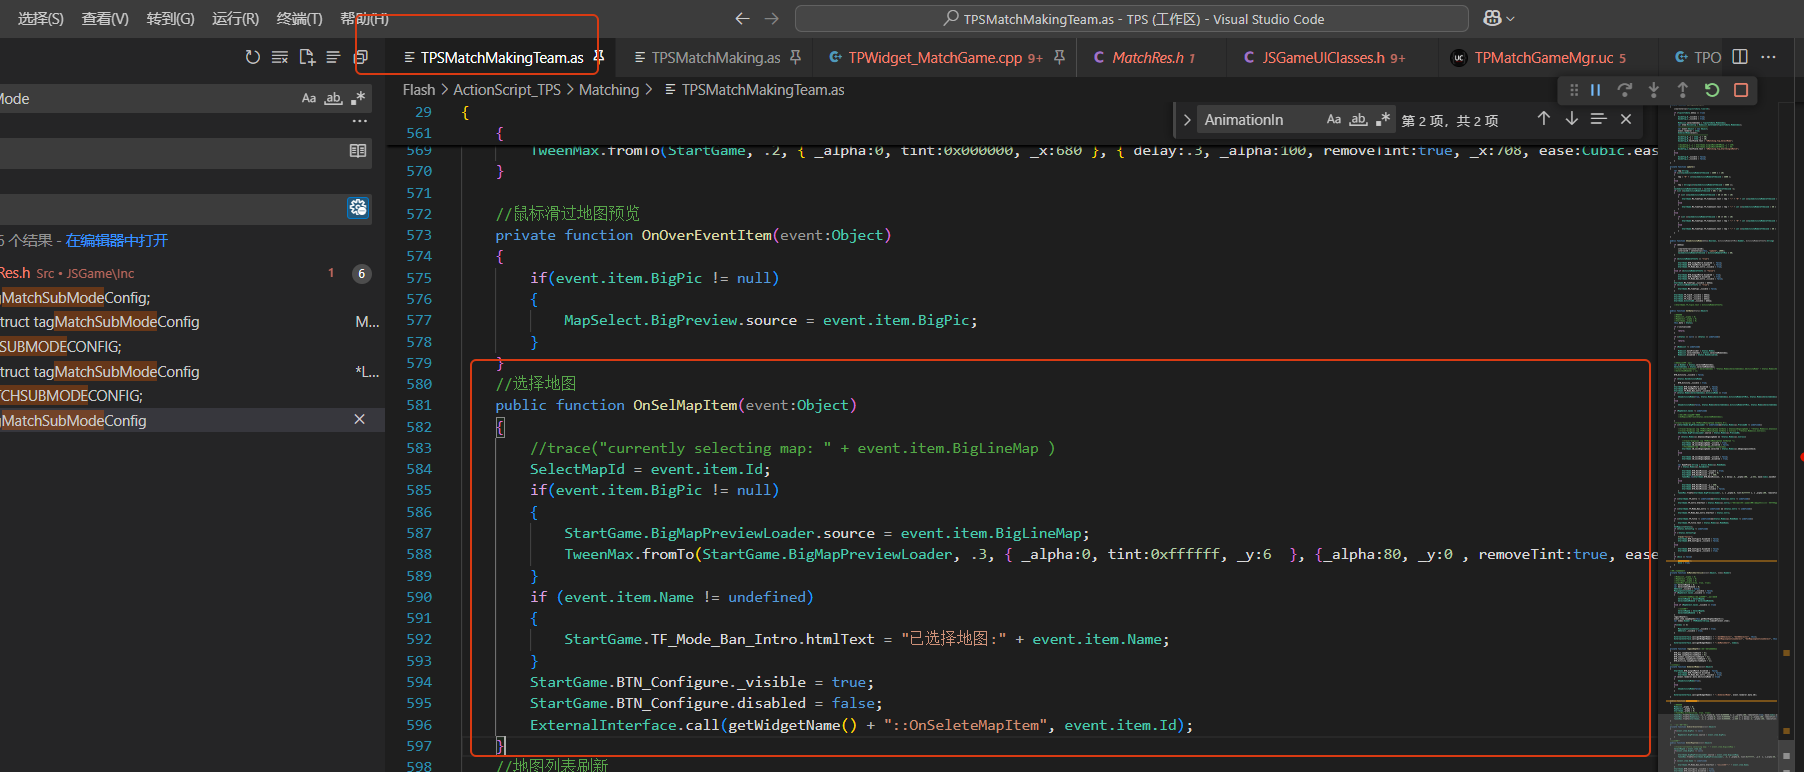 选择(S) 查看(V) 转到(G) 运行(R) 终端(T) 帮助(H) TPSMatchMakingTeam.as - TPS (工作区) - Visual Studio Code
TPSMatchMakingTeam.as TPSMatchMaking.as TPWidget_MatchGame.cpp 9+ MatchRes.h 1 JSGameUIClasses.h 9+ TPMatchGameMgr.uc 5 TPO
Flash > ActionScript_TPS > Matching > TPSMatchMakingTeam.as
Mode Aa ab
AnimationIn Aa ab 第 2 项，共 2 项
6 个结果 - 在编辑器中打开
Res.h Src • JSGame\Inc 1 6
gMatchSubModeConfig;
truct tagMatchSubModeConfig M...
SUBMODECONFIG;
truct tagMatchSubModeConfig *L...
TCHSUBMODECONFIG;
gMatchSubModeConfig
29 {
561 {
569 TweenMax.fromTo(StartGame, .2, { _alpha:0, tint:0x000000, _x:680 }, { delay:.3, _alpha:100, removeTint:true, _x:708, ease:Cubic.eas
570 }
571
572 //鼠标滑过地图预览
573 private function OnOverEventItem(event:Object)
574 {
575 if(event.item.BigPic != null)
576 {
577 MapSelect.BigPreview.source = event.item.BigPic;
578 }
579 }
580 //选择地图
581 public function OnSelMapItem(event:Object)
582 {
583 //trace("currently selecting map: " + event.item.BigLineMap )
584 SelectMapId = event.item.Id;
585 if(event.item.BigPic != null)
586 {
587 StartGame.BigMapPreviewLoader.source = event.item.BigLineMap;
588 TweenMax.fromTo(StartGame.BigMapPreviewLoader, .3, { _alpha:0, tint:0xffffff, _y:6  }, {_alpha:80, _y:0 , removeTint:true, ease
589 }
590 if (event.item.Name != undefined)
591 {
592 StartGame.TF_Mode_Ban_Intro.htmlText = "已选择地图:" + event.item.Name;
593 }
594 StartGame.BTN_Configure._visible = true;
595 StartGame.BTN_Configure.disabled = false;
596 ExternalInterface.call(getWidgetName() + "::OnSeleteMapItem", event.item.Id);
597 }
598 //地图列表刷新